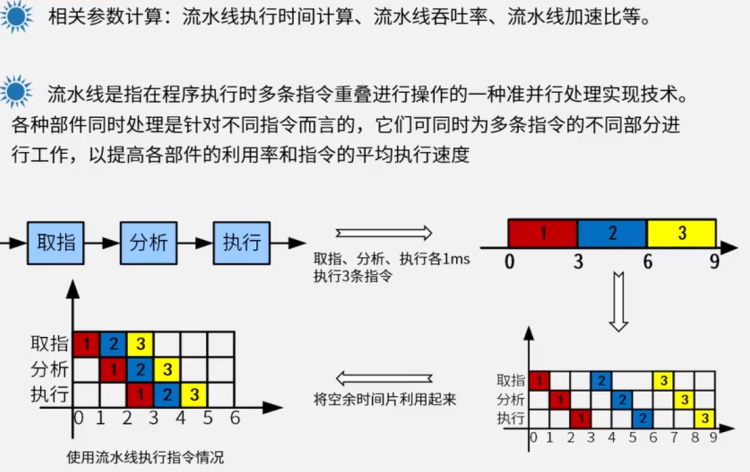 相关参数计算：流水线执行时间计算、流水线吞吐率、流水线加速比等。
流水线是指在程序执行时多条指令重叠进行操作的一种准并行处理实现技术。
各种部件同时处理是针对不同指令而言的，它们可同时为多条指令的不同部分进
行工作，以提高各部件的利用率和指令的平均执行速度
取指 分析 执行
取指、分析、执行各1ms
执行3条指令
1 2 3
0 3 6 9
取指 1 2 3
分析 1 2 3
执行 1 2 3
0 1 2 3 4 5 6
使用流水线执行指令情况
将空余时间片利用起来
取指 1 2 3
分析 1 2 3
执行 1 2 3
0 1 2 3 4 5 6 7 8 9